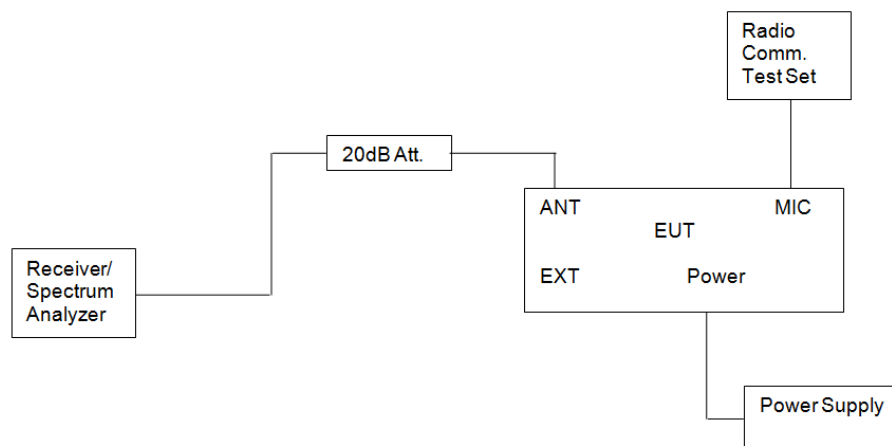 Radio
Comm.
Test Set
20dB Att.
ANT
MIC
EUT
EXT
Power
Receiver/
Spectrum
Analyzer
Power Supply